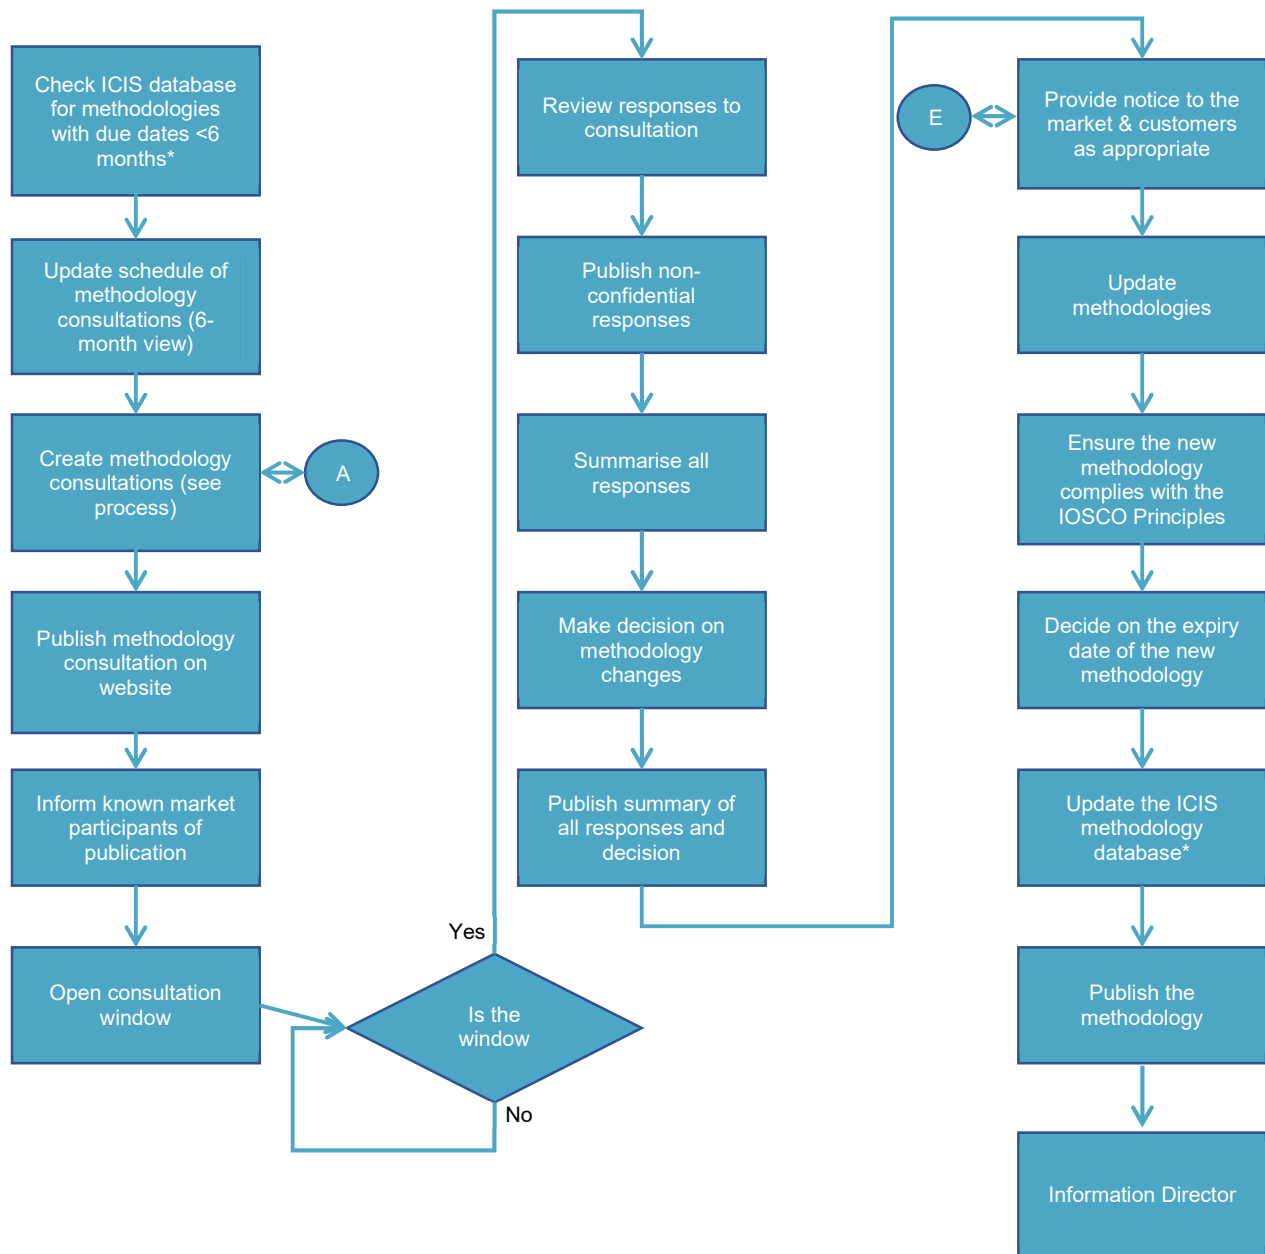 Check ICIS database
for methodologies
with due dates <6
months*
Update schedule of
methodology
consultations (6-
month view)
Create methodology
consultations (see
process)
A
Publish methodology
consultation on
website
Inform known market
participants of
publication
Open consultation
window
Yes
Is the
window
No
Review responses to
consultation
Publish non-
confidential
responses
Summarise all
responses
Make decision on
methodology
changes
Publish summary of
all responses and
decision
E
Provide notice to the
market & customers
as appropriate
Update
methodologies
Ensure the new
methodology
complies with the
IOSCO Principles
Decide on the expiry
date of the new
methodology
Update the ICIS
methodology
database*
Publish the
methodology
Information Director